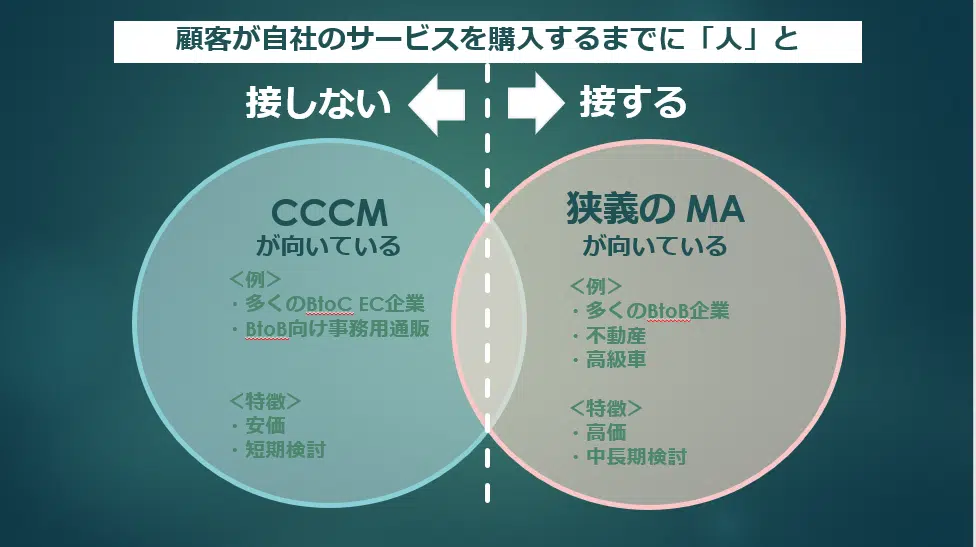 顧客が自社のサービスを購入するまでに「人」と
接しない
接する
CCCM
が向いている
＜例＞
・多くのBtoC EC企業
・BtoB向け事務用通販
＜特徴＞
・安価
・短期検討
狭義の MA
が向いている
＜例＞
・多くのBtoB企業
・不動産
・高級車
＜特徴＞
・高価
・中長期検討